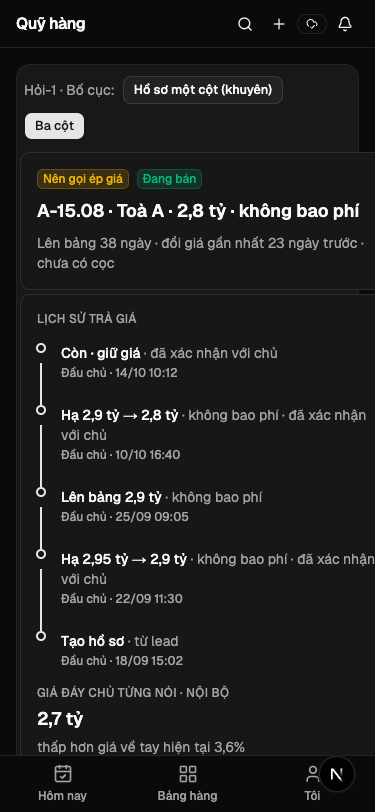 Quỹ hàng
Hỏi-1 · Bố cục: Hồ sơ một cột (khuyên)
Ba cột
Nên gọi ép giá Đang bán
A-15.08 · Toà A · 2,8 tỷ · không bao phí
Lên bảng 38 ngày · đổi giá gần nhất 23 ngày trước ·
chưa có cọc
LỊCH SỬ TRẢ GIÁ
Còn · giữ giá · đã xác nhận với chủ
Đầu chủ · 14/10 10:12
Hạ 2,9 tỷ → 2,8 tỷ · không bao phí · đã xác nhận
với chủ
Đầu chủ · 10/10 16:40
Lên bảng 2,9 tỷ · không bao phí
Đầu chủ · 25/09 09:05
Hạ 2,95 tỷ → 2,9 tỷ · không bao phí · đã xác nhận
với chủ
Đầu chủ · 22/09 11:30
Tạo hồ sơ · từ lead
Đầu chủ · 18/09 15:02
GIÁ ĐÁY CHỦ TỪNG NÓI · NỘI BỘ
2,7 tỷ
thấp hơn giá về tay hiện tại 3,6%
Hôm nay Bảng hàng Tôi
N